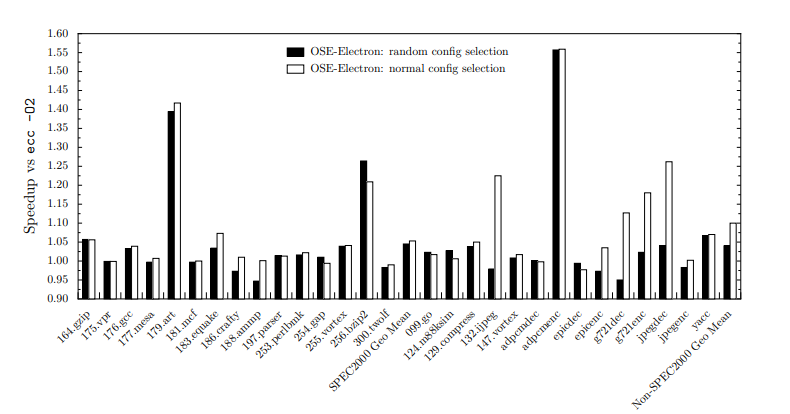 1.60
1.55
1.50
1.45
1.40
1.35
1.30
1.25
1.20
1.15
1.10
1.05
1.00
0.95
0.90
Speedup vs ecc -O2
OSE-Electron: random config selection
OSE-Electron: normal config selection
164.gzip
175.vpr
176.gcc
177.mesa
179.art
181.mcf
183.equake
186.crafty
188.ammp
197.parser
253.perlbmk
254.gap
255.vortex
256.bzip2
300.twolf
SPEC2000 Geo Mean
099.go
124.m88ksim
129.compress
132.ijpeg
147.vortex
adpcmdec
adpcmenc
epicdec
epicenc
g721dec
g721enc
jpegdec
jpegenc
yacc
Non-SPEC2000 Geo Mean